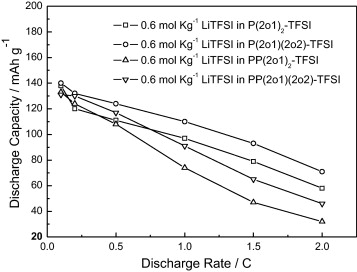 200
180
160
140
120
100
80
60
40
20
Discharge Capacity / mAh g-1
0.6 mol Kg-1 LiTFSI in P(2o1)2-TFSI
0.6 mol Kg-1 LiTFSI in P(2o1)(2o2)-TFSI
0.6 mol Kg-1 LiTFSI in PP(2o1)2-TFSI
0.6 mol Kg-1 LiTFSI in PP(2o1)(2o2)-TFSI
0.0 0.5 1.0 1.5 2.0
Discharge Rate / C